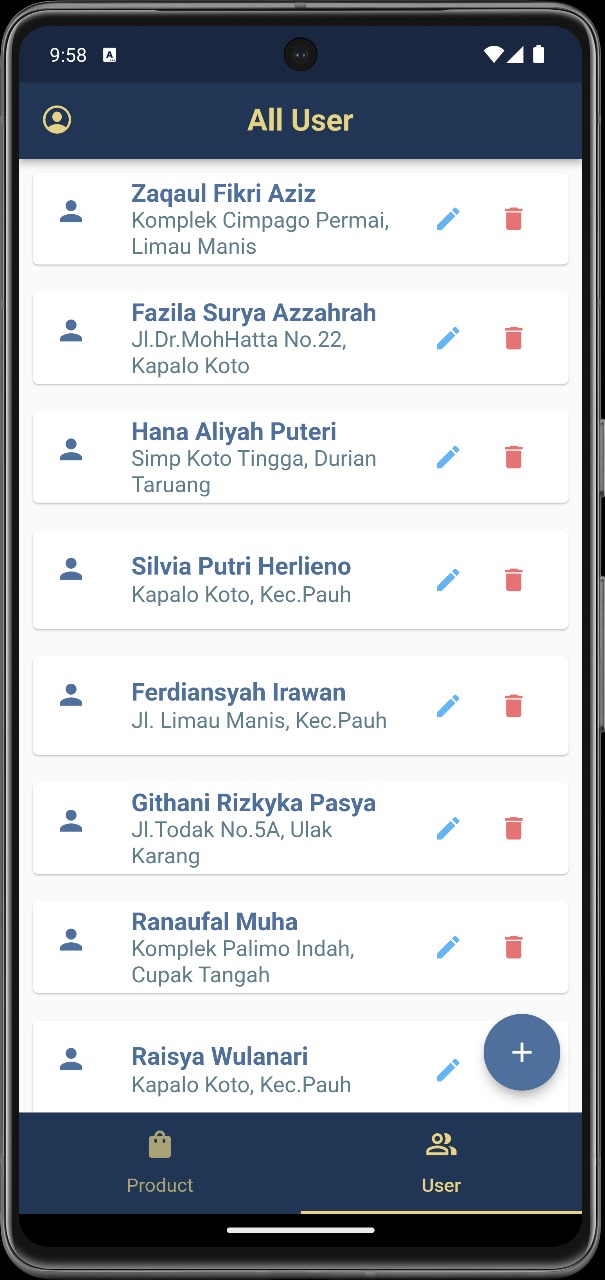 9:58
All User
Zaqaul Fikri Aziz
Komplek Cimpago Permai,
Limau Manis
Fazila Surya Azzahrah
Jl.Dr.MohHatta No.22,
Kapalo Koto
Hana Aliyah Puteri
Simp Koto Tingga, Durian
Taruang
Silvia Putri Herlieno
Kapalo Koto, Kec.Pauh
Ferdiansyah Irawan
Jl. Limau Manis, Kec.Pauh
Githani Rizkyka Pasya
Jl.Todak No.5A, Ulak
Karang
Ranaufal Muha
Komplek Palimo Indah,
Cupak Tangah
Raisya Wulanari
Kapalo Koto, Kec.Pauh
Product
User